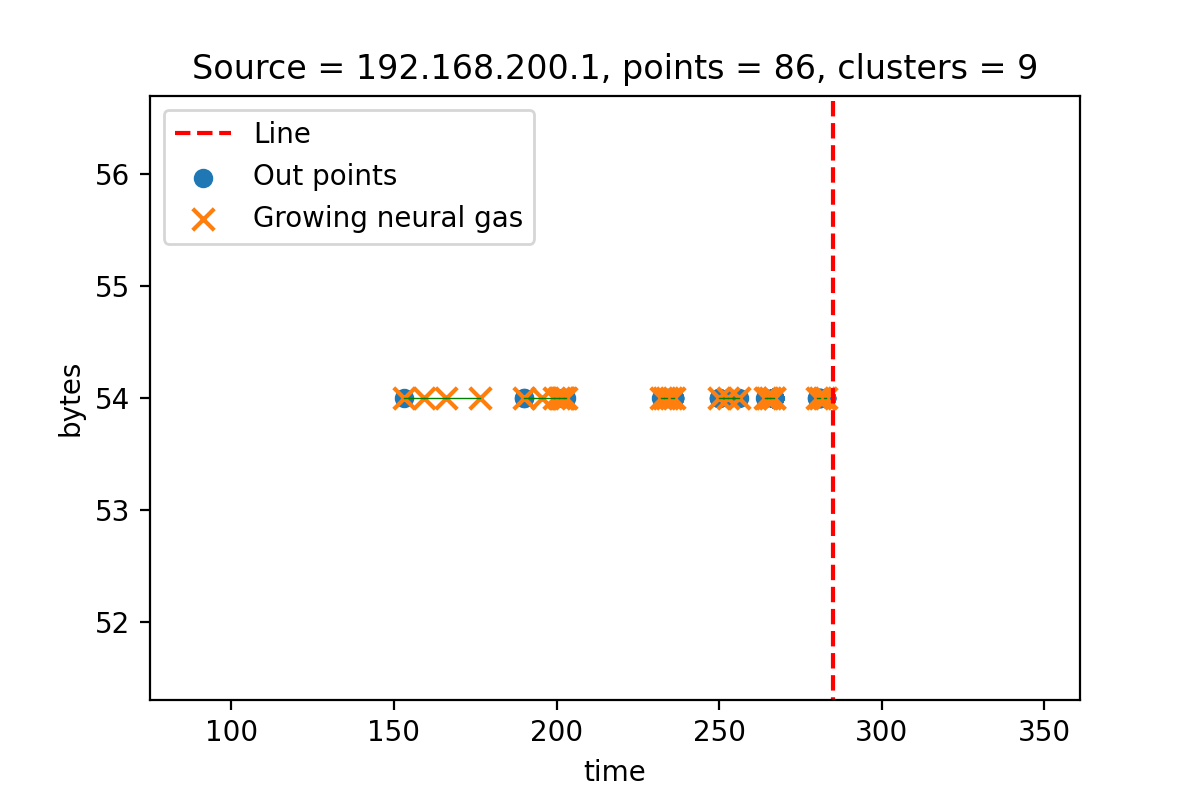 Source = 192.168.200.1, points = 86, clusters = 9
Line
Out points
Growing neural gas
56
55
54
53
52
bytes
100 150 200 250 300 350
time